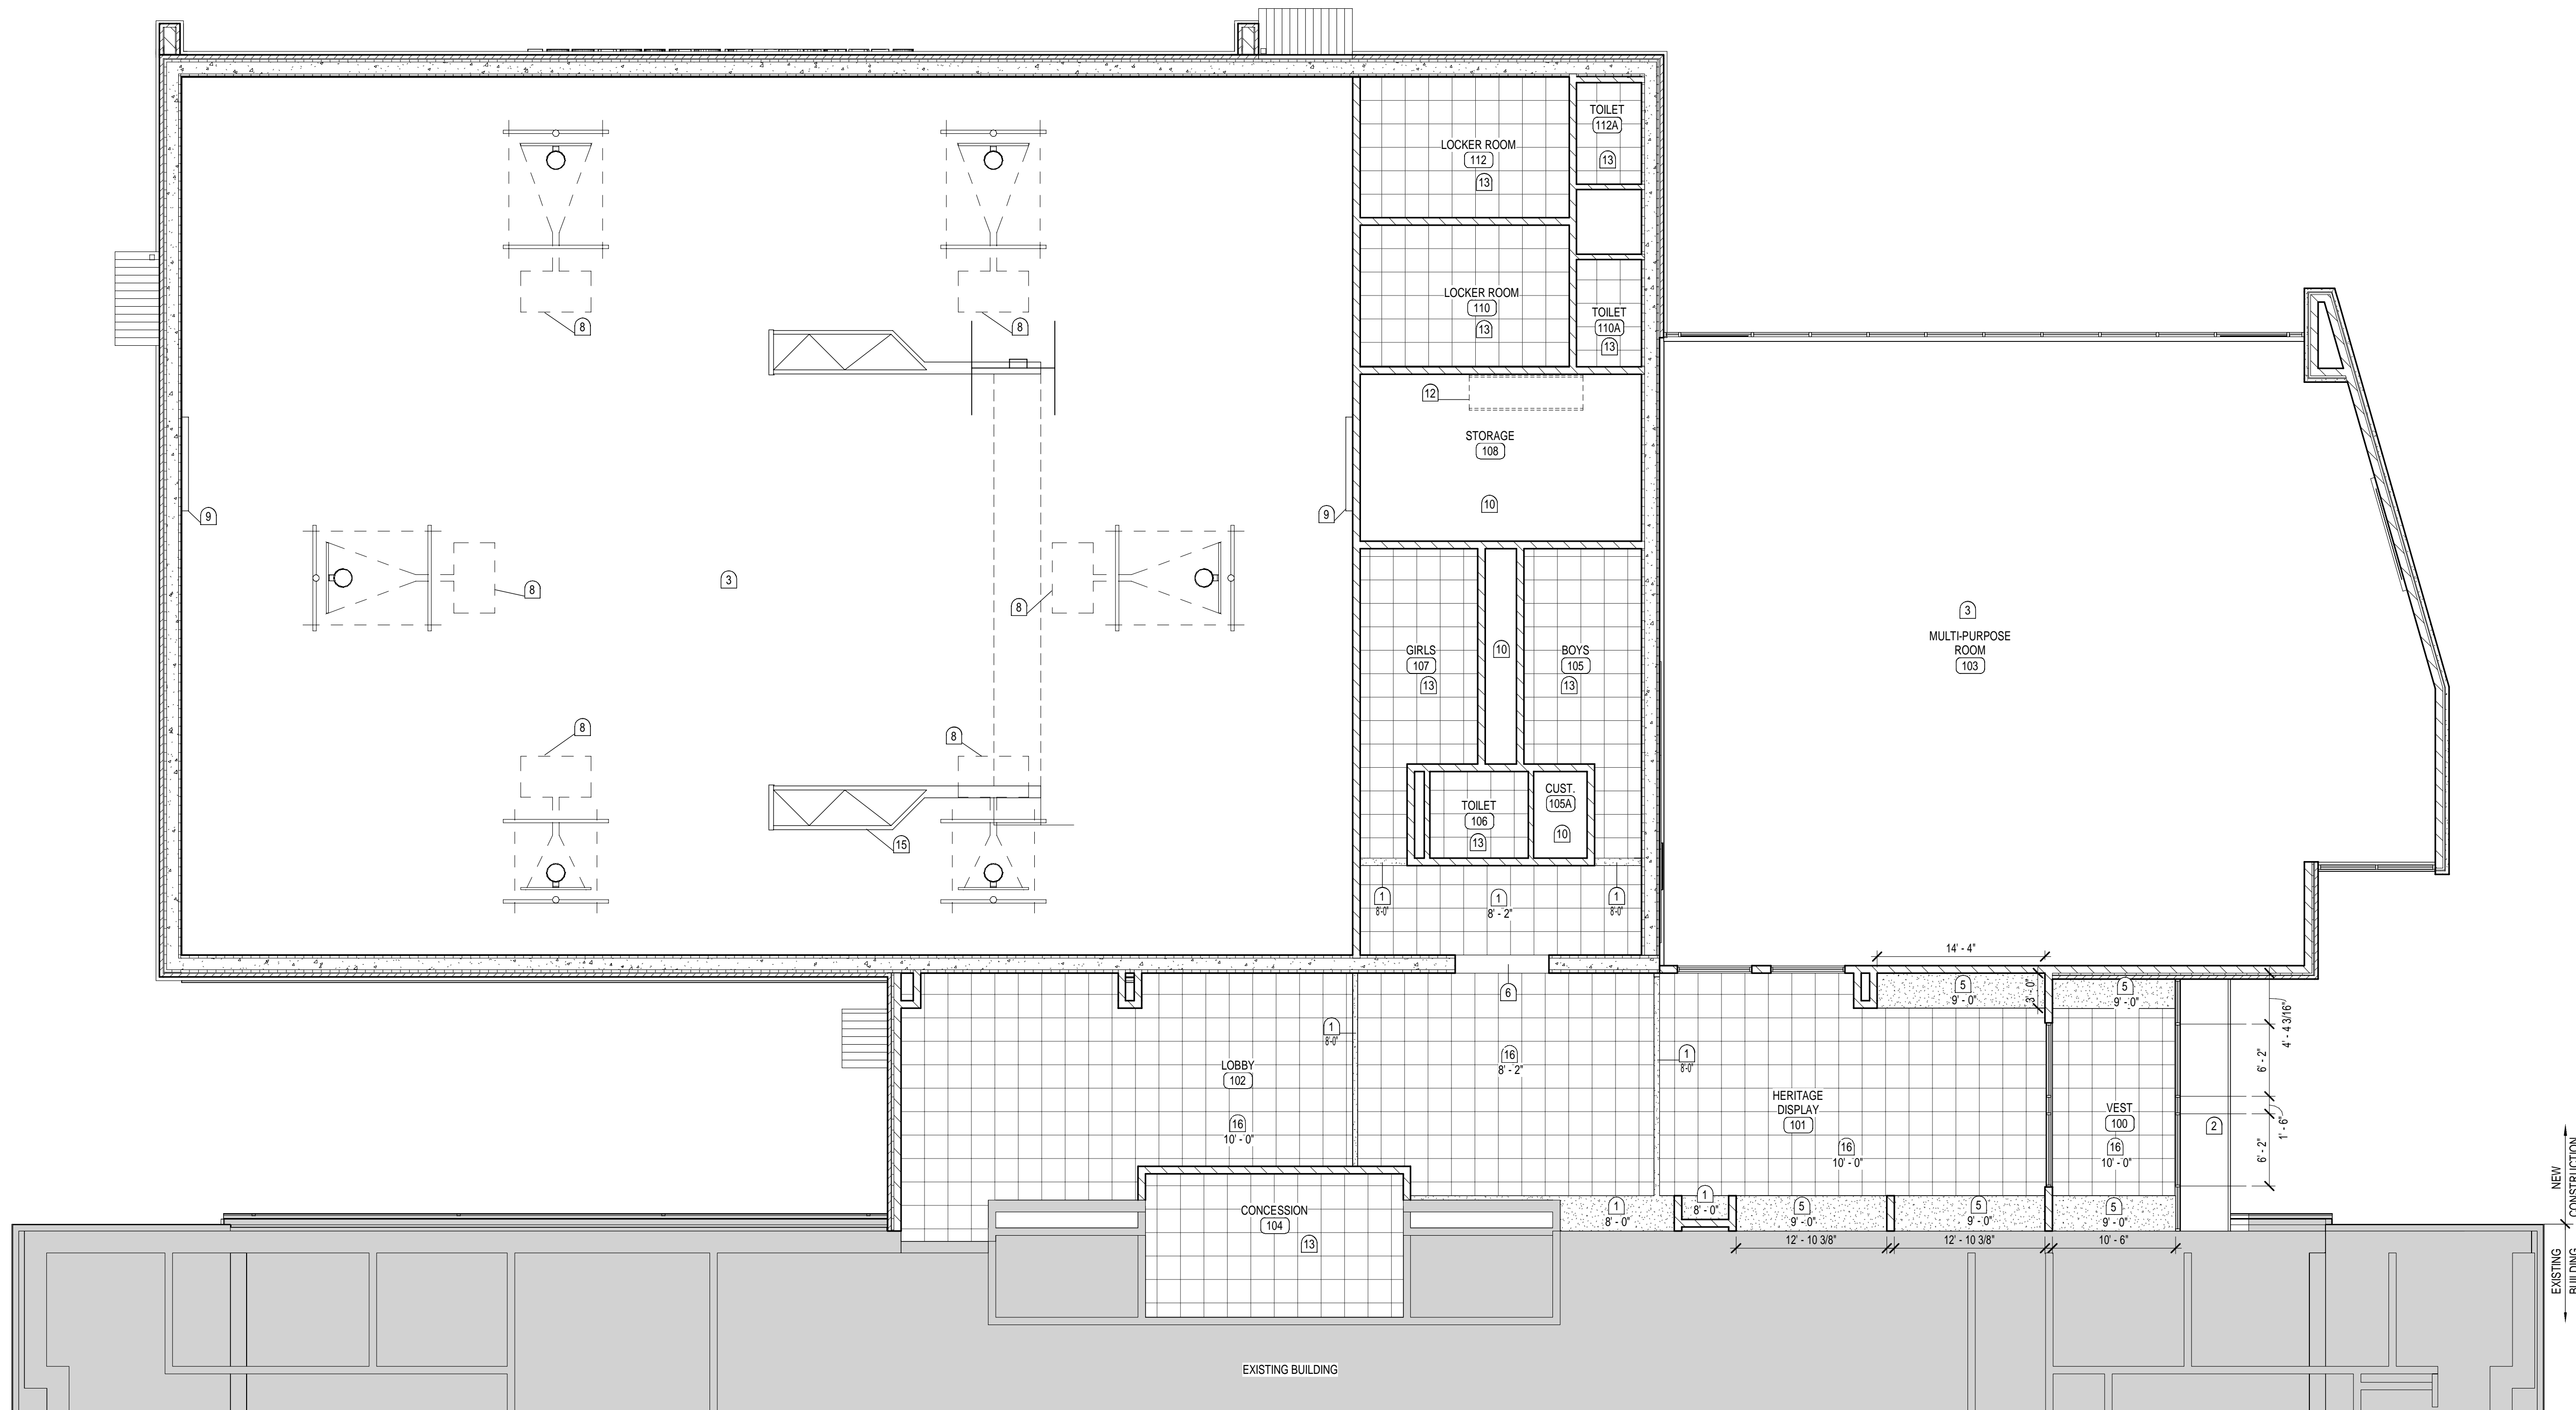 TOILET
112A
13
LOCKER ROOM
112
13
LOCKER ROOM
110
13
TOILET
110A
13
8
8
12
STORAGE
108
10
9
9
8
3
8
3
MULTI-PURPOSE
ROOM
103
GIRLS
107
13
10
BOYS
105
13
8
8
15
TOILET
106
13
CUST.
105A
10
1
8'-0"
1
8' - 2"
1
8'-0"
14' - 4"
6
5
9' - 0"
3' - 0"
5
9' - 0"
4' - 4 3/16"
1
8'-0"
16
8' - 2"
1
8'-0"
6' - 2"
LOBBY
102
16
10' - 0"
HERITAGE
DISPLAY
101
16
10' - 0"
VEST
100
16
10' - 0"
2
1' - 6"
6' - 2"
NEW
CONSTRUCTION
CONCESSION
104
13
1
8' - 0"
1
8' - 0"
5
9' - 0"
5
9' - 0"
5
9' - 0"
12' - 10 3/8"
12' - 10 3/8"
10' - 6"
EXISTING
BUILDING
EXISTING BUILDING